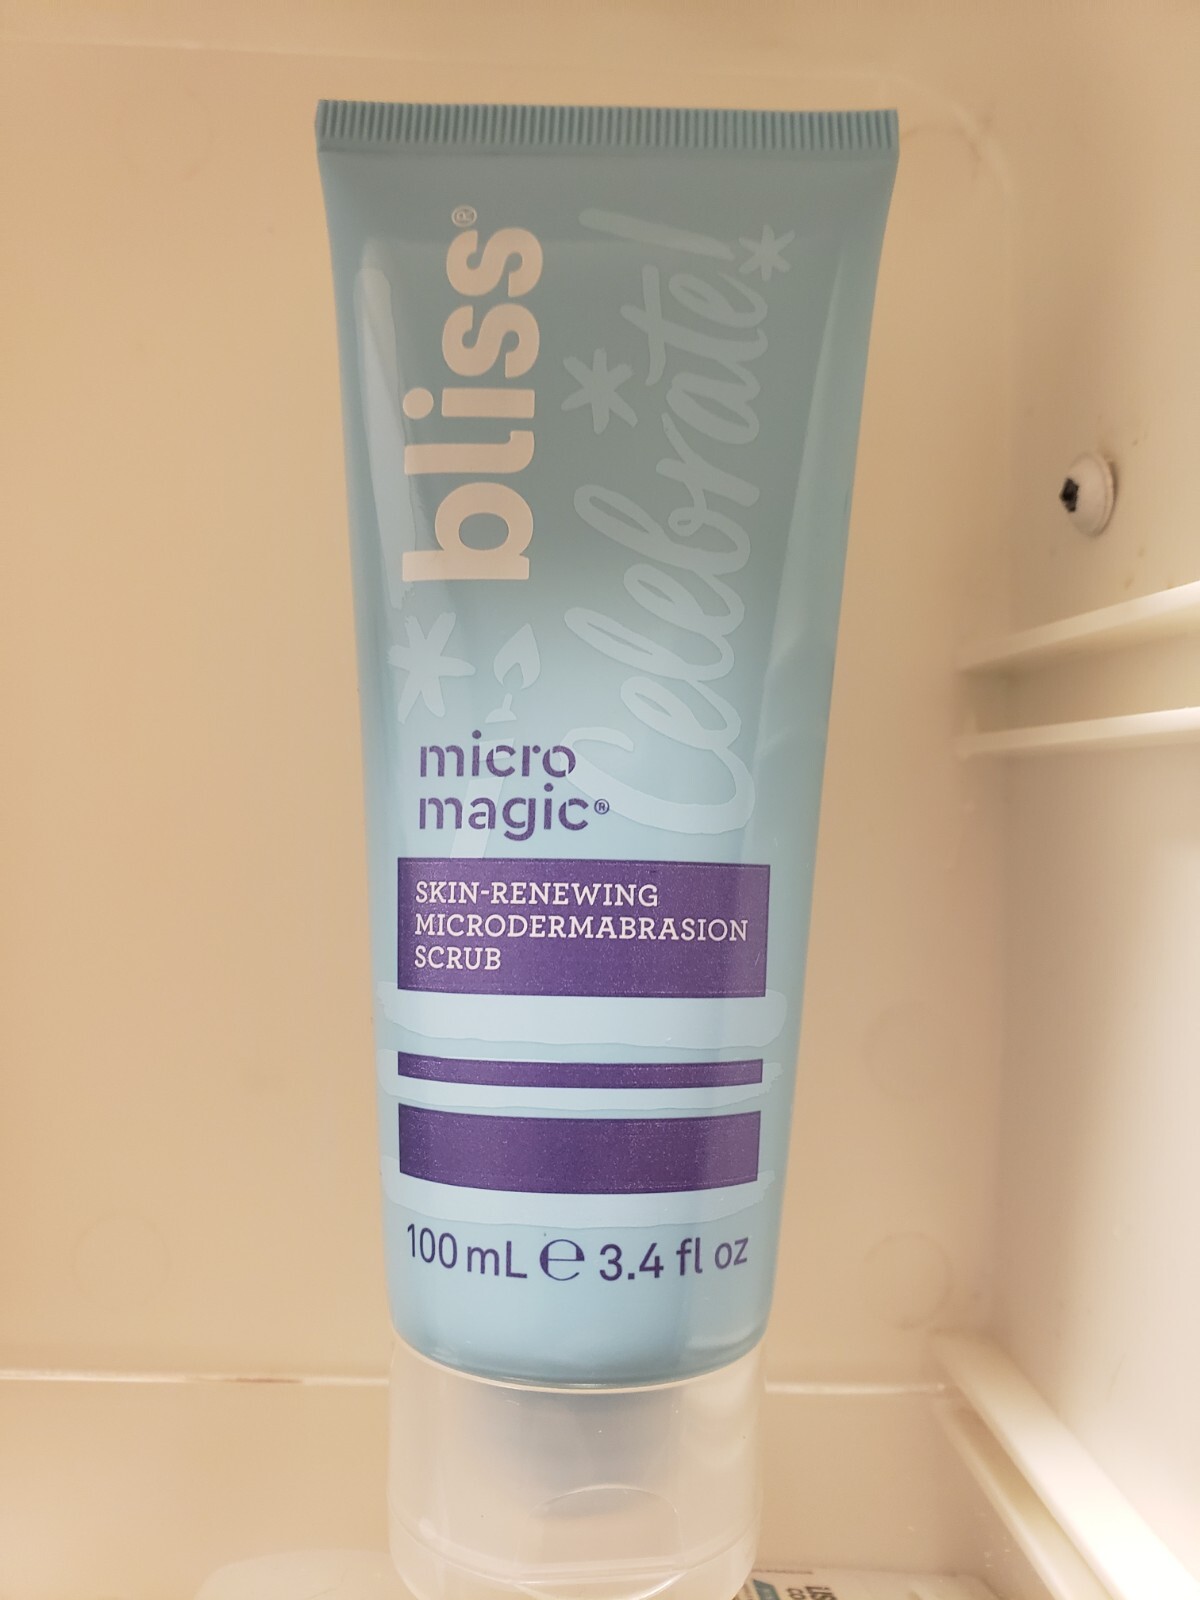 bliss®
Celebrate!
micro
magic®
SKIN-RENEWING
MICRODERMABRASION
SCRUB
100 mL ℮ 3.4 fl oz